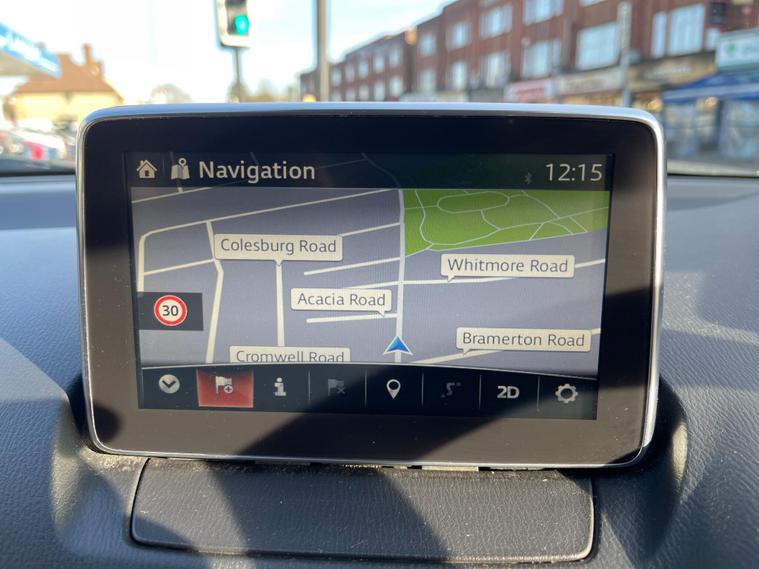 Navigation
12:15
Colesburg Road
Whitmore Road
Acacia Road
30
Bramerton Road
Cromwell Road
2D